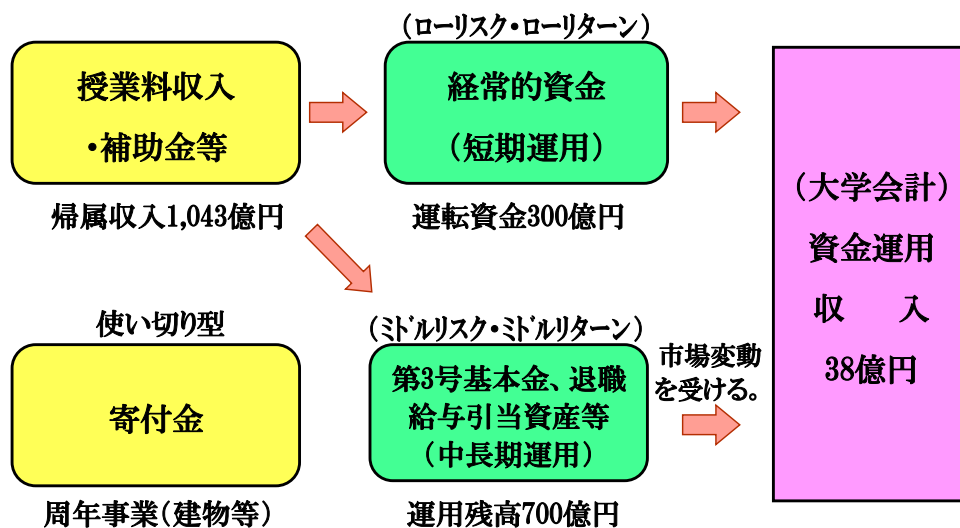 授業料収入
・補助金等
帰属収入1,043億円
（ローリスク・ローリターン）
経常的資金
（短期運用）
運転資金300億円
使い切り型
寄付金
周年事業（建物等）
（ミドルリスク・ミドルリターン）
第3号基本金、退職
給与引当資産等
（中長期運用）
運用残高700億円
市場変動
を受ける。
（大学会計）
資金運用
収　入
38億円